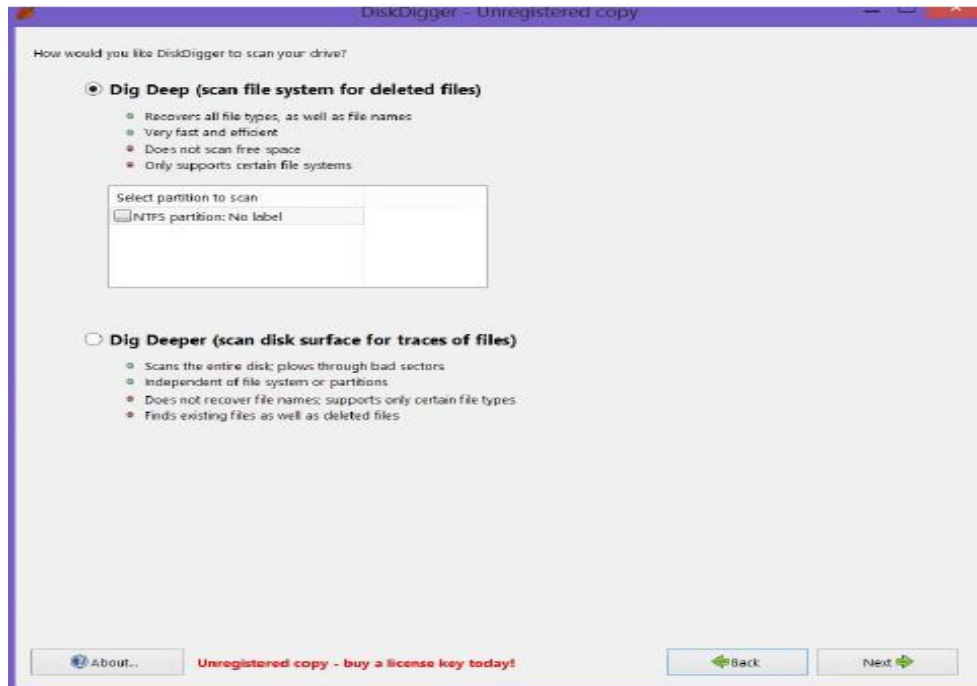 DiskDigger - Unregistered copy
How would you like DiskDigger to scan your drive?
Dig Deep (scan file system for deleted files)
Recovers all file types, as well as file names
Very fast and efficient
Does not scan free space
Only supports certain file systems
Select partition to scan
NTFS partition: No label
Dig Deeper (scan disk surface for traces of files)
Scans the entire disk; plows through bad sectors
Independent of file system or partitions
Does not recover file names; supports only certain file types
Finds existing files as well as deleted files
About...
Unregistered copy - buy a license key today!
Back
Next